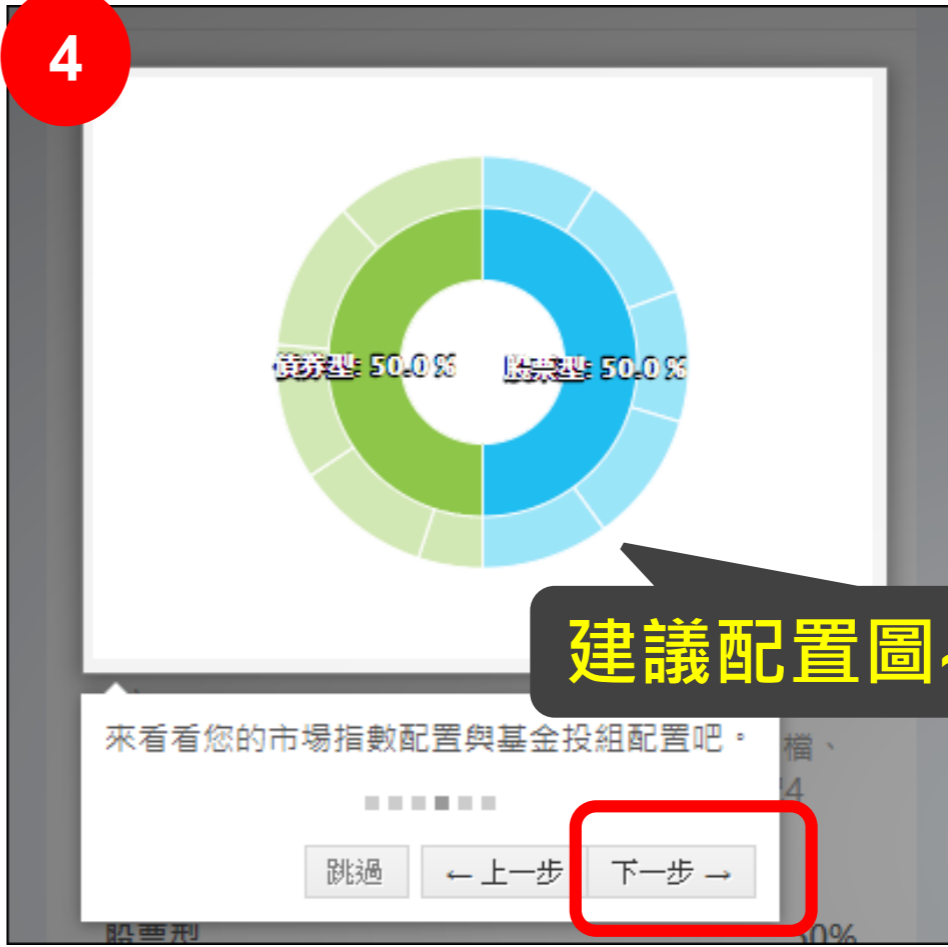 4
債券型: 50.0%
股票型: 50.0%
建議配置圖
來看看您的市場指數配置與基金投組配置吧。
檔、
4
跳過
← 上一步
下一步 →
股票型
50%